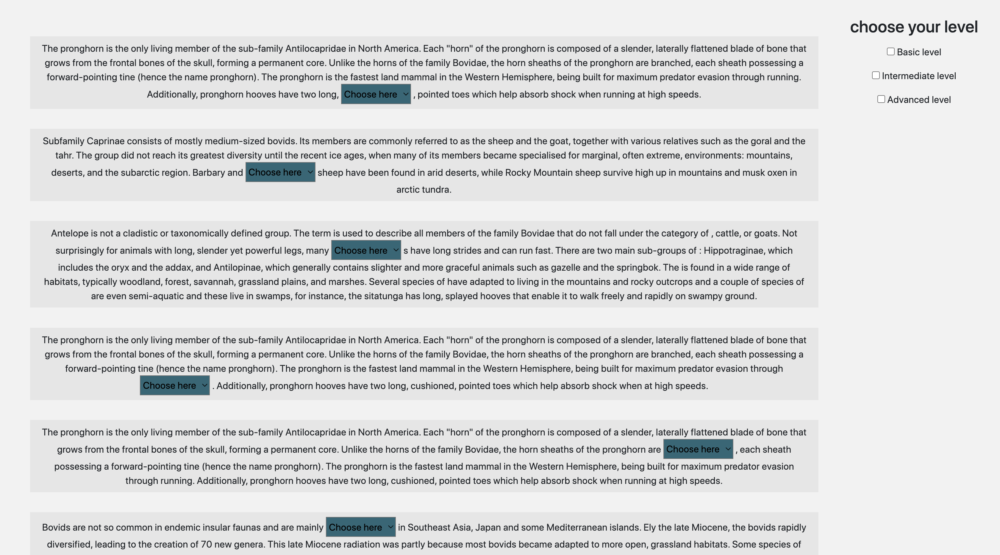 choose your level
Basic level
Intermediate level
Advanced level
The pronghorn is the only living member of the sub-family Antilocapridae in North America. Each "horn" of the pronghorn is composed of a slender, laterally flattened blade of bone that
grows from the frontal bones of the skull, forming a permanent core. Unlike the horns of the family Bovidae, the horn sheaths of the pronghorn are branched, each sheath possessing a
forward-pointing tine (hence the name pronghorn). The pronghorn is the fastest land mammal in the Western Hemisphere, being built for maximum predator evasion through running.
Additionally, pronghorn hooves have two long, Choose here , pointed toes which help absorb shock when running at high speeds.
Subfamily Caprinae consists of mostly medium-sized bovids. Its members are commonly referred to as the sheep and the goat, together with various relatives such as the goral and the
tahr. The group did not reach its greatest diversity until the recent ice ages, when many of its members became specialised for marginal, often extreme, environments: mountains,
deserts, and the subarctic region. Barbary and Choose here sheep have been found in arid deserts, while Rocky Mountain sheep survive high up in mountains and musk oxen in
arctic tundra.
Antelope is not a cladistic or taxonomically defined group. The term is used to describe all members of the family Bovidae that do not fall under the category of , cattle, or goats. Not
surprisingly for animals with long, slender yet powerful legs, many Choose here s have long strides and can run fast. There are two main sub-groups of : Hippotraginae, which
includes the oryx and the addax, and Antilopinae, which generally contains slighter and more graceful animals such as gazelle and the springbok. The is found in a wide range of
habitats, typically woodland, forest, savannah, grassland plains, and marshes. Several species of have adapted to living in the mountains and rocky outcrops and a couple of species of
are even semi-aquatic and these live in swamps, for instance, the sitatunga has long, splayed hooves that enable it to walk freely and rapidly on swampy ground.
The pronghorn is the only living member of the sub-family Antilocapridae in North America. Each "horn" of the pronghorn is composed of a slender, laterally flattened blade of bone that
grows from the frontal bones of the skull, forming a permanent core. Unlike the horns of the family Bovidae, the horn sheaths of the pronghorn are branched, each sheath possessing a
forward-pointing tine (hence the name pronghorn). The pronghorn is the fastest land mammal in the Western Hemisphere, being built for maximum predator evasion through
Choose here . Additionally, pronghorn hooves have two long, cushioned, pointed toes which help absorb shock when at high speeds.
The pronghorn is the only living member of the sub-family Antilocapridae in North America. Each "horn" of the pronghorn is composed of a slender, laterally flattened blade of bone that
grows from the frontal bones of the skull, forming a permanent core. Unlike the horns of the family Bovidae, the horn sheaths of the pronghorn are Choose here , each sheath
possessing a forward-pointing tine (hence the name pronghorn). The pronghorn is the fastest land mammal in the Western Hemisphere, being built for maximum predator evasion
through running. Additionally, pronghorn hooves have two long, cushioned, pointed toes which help absorb shock when running at high speeds.
Bovids are not so common in endemic insular faunas and are mainly Choose here in Southeast Asia, Japan and some Mediterranean islands. Ely the late Miocene, the bovids rapidly
diversified, leading to the creation of 70 new genera. This late Miocene radiation was partly because most bovids became adapted to more open, grassland habitats. Some species of